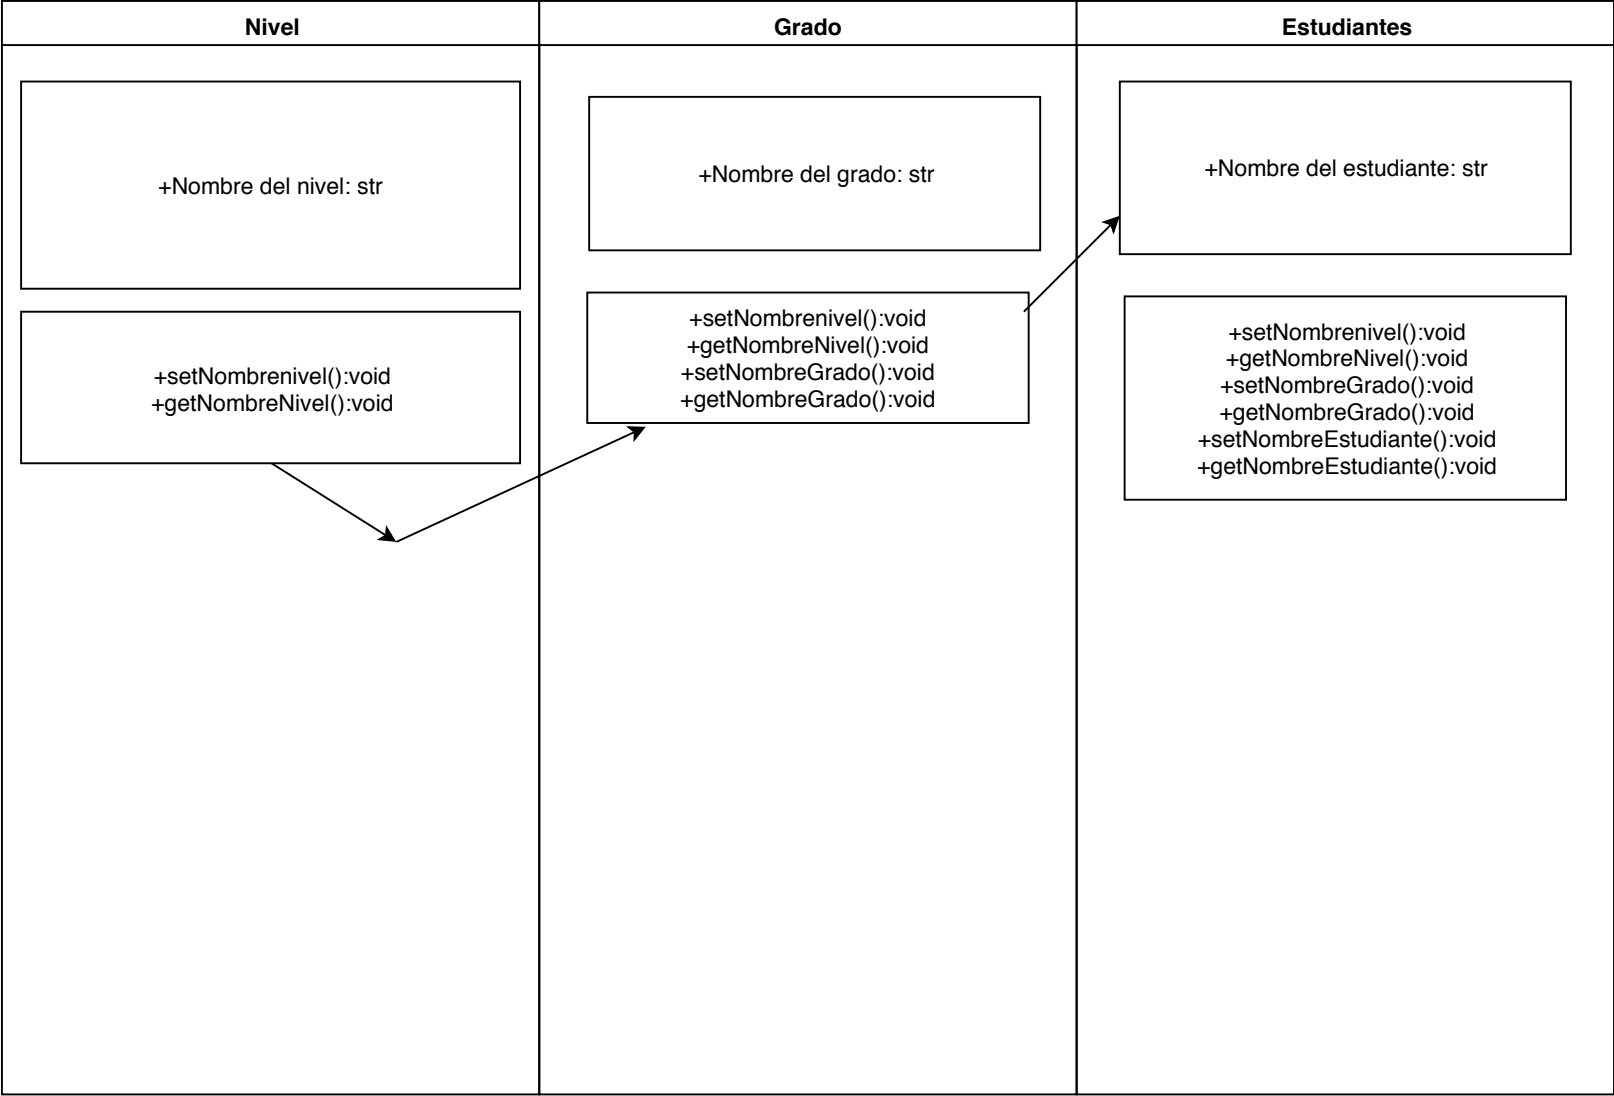 Nivel
Grado
Estudiantes
+Nombre del nivel: str
+Nombre del grado: str
+Nombre del estudiante: str
+setNombrenivel():void
+getNombreNivel():void
+setNombrenivel():void
+getNombreNivel():void
+setNombreGrado():void
+getNombreGrado():void
+setNombrenivel():void
+getNombreNivel():void
+setNombreGrado():void
+getNombreGrado():void
+setNombreEstudiante():void
+getNombreEstudiante():void